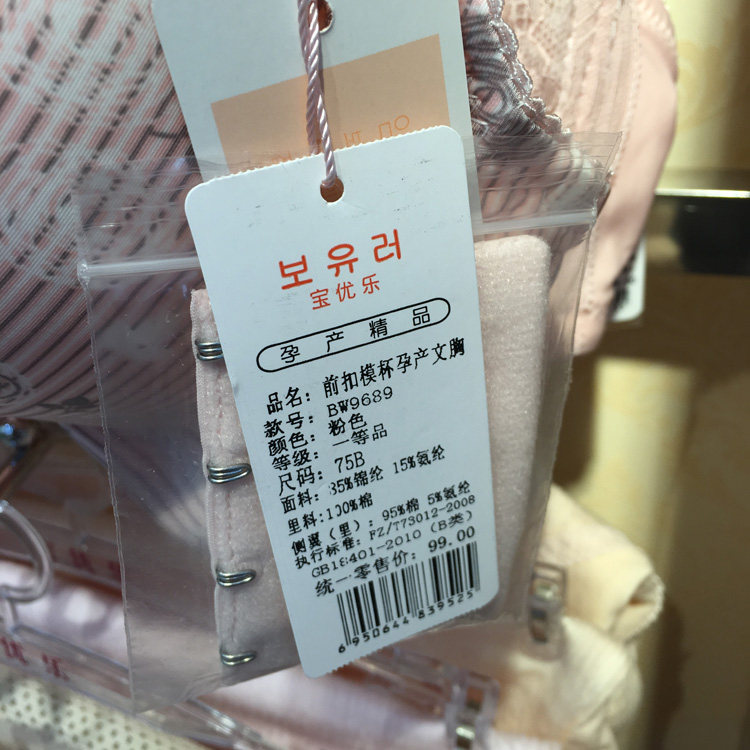 보유러
宝优乐
孕产精品
品名：前扣模杯孕产文胸
款号：BW9689
颜色：粉色
等级：一等品
尺码：75B
面料：85%锦纶 15%氨纶
里料：100%棉
侧翼（里）：95%棉 5%氨纶
执行标准：FZ/T73012-2008
GB18401-2010（B类）
统一零售价：99.00
6950644839525
优乐